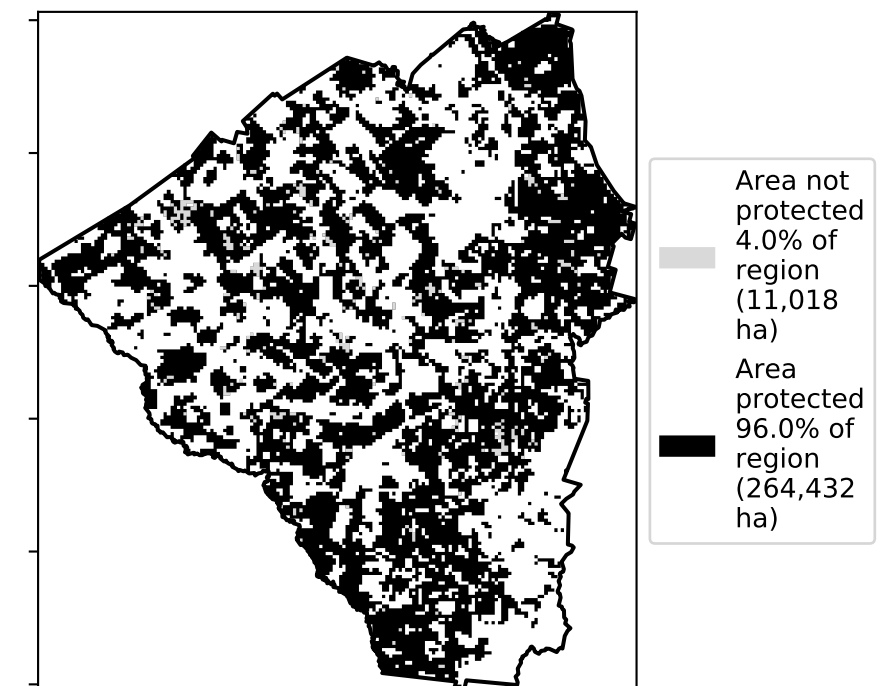 Area not
protected
4.0% of
region
(11,018
ha)
Area
protected
96.0% of
region
(264,432
ha)